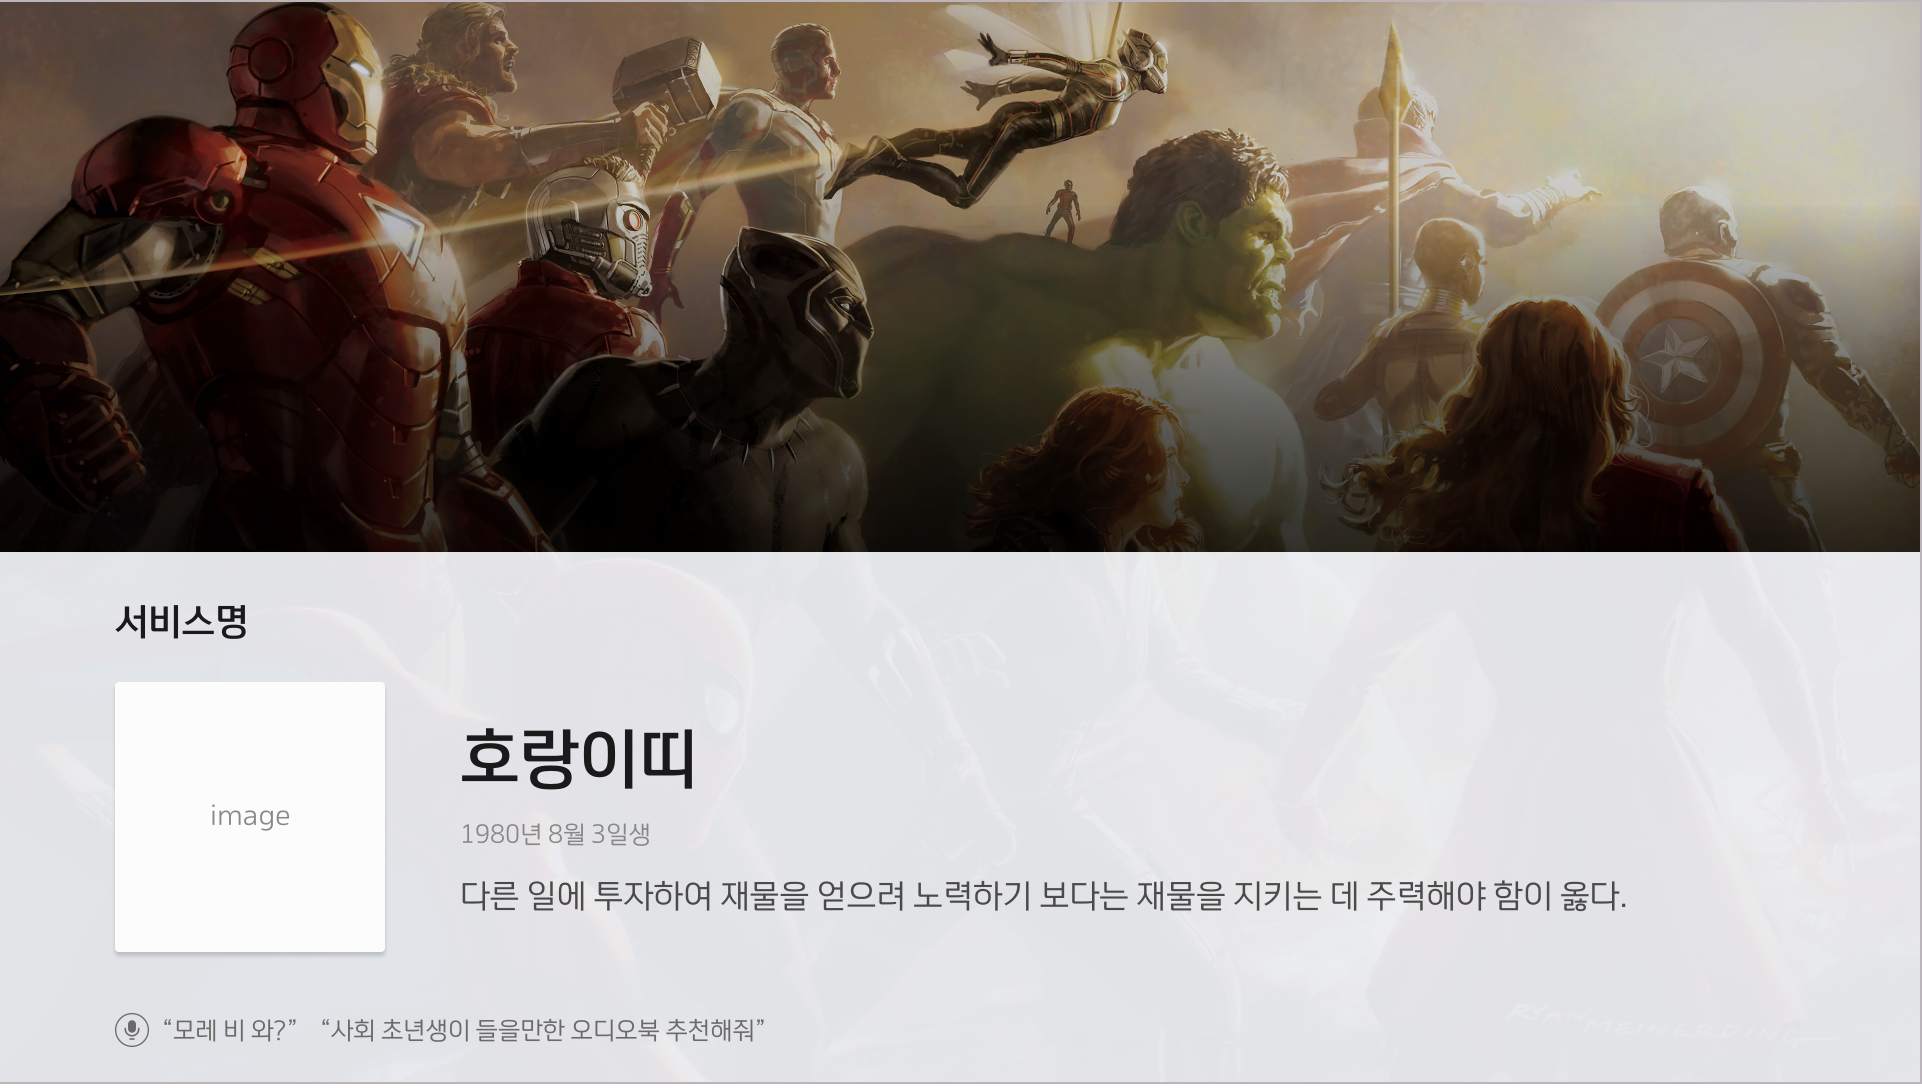 서비스명
image
호랑이띠
1980년 8월 3일생
다른 일에 투자하여 재물을 얻으려 노력하기 보다는 재물을 지키는 데 주력해야 함이 옳다.
“모레 비 와?” “사회 초년생이 들을만한 오디오북 추천해줘”
RYAN MEINERDING